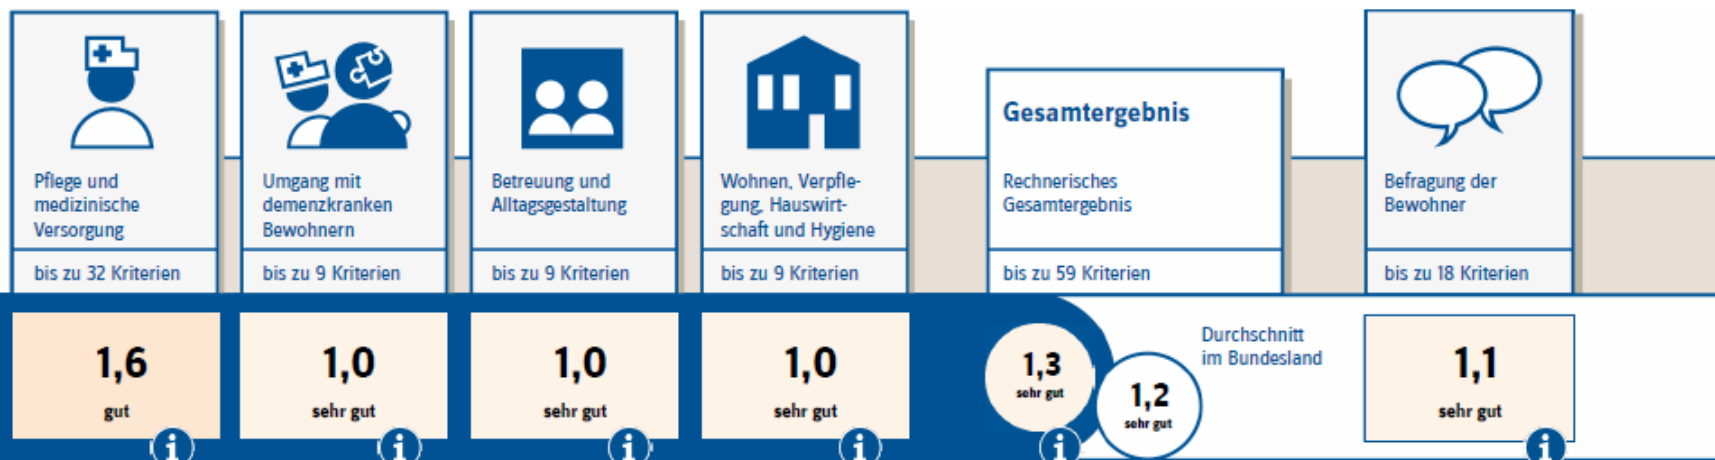 Pflege und
medizinische
Versorgung
bis zu 32 Kriterien
1,6
gut
Umgang mit
demenzkranken
Bewohnern
bis zu 9 Kriterien
1,0
sehr gut
Betreuung und
Alltagsgestaltung
bis zu 9 Kriterien
1,0
sehr gut
Wohnen, Verpfle-
gung, Hauswirt-
schaft und Hygiene
bis zu 9 Kriterien
1,0
sehr gut
Gesamtergebnis
Rechnerisches
Gesamtergebnis
bis zu 59 Kriterien
1,3
sehr gut
Durchschnitt
im Bundesland
1,2
sehr gut
Befragung der
Bewohner
bis zu 18 Kriterien
1,1
sehr gut